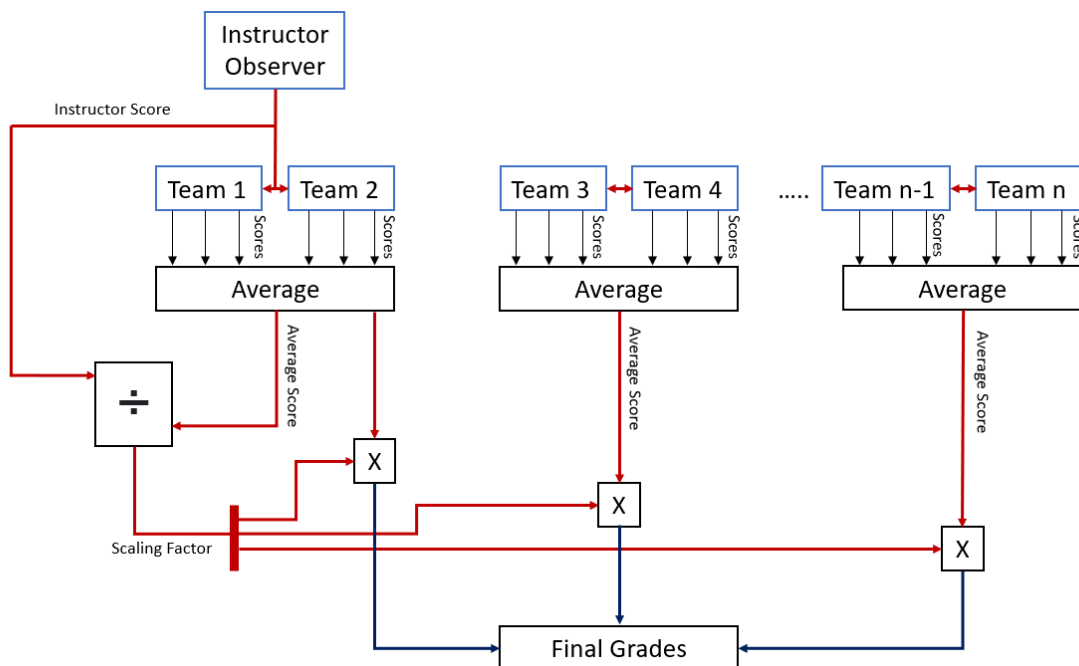 Instructor
Observer
Instructor Score
Team 1
Team 2
Team 3
Team 4
.....
Team n-1
Team n
Scores
Scores
Scores
Scores
Scores
Scores
Average
Average
Average
Average Score
Average Score
Average Score
÷
X
X
X
Scaling Factor
Final Grades